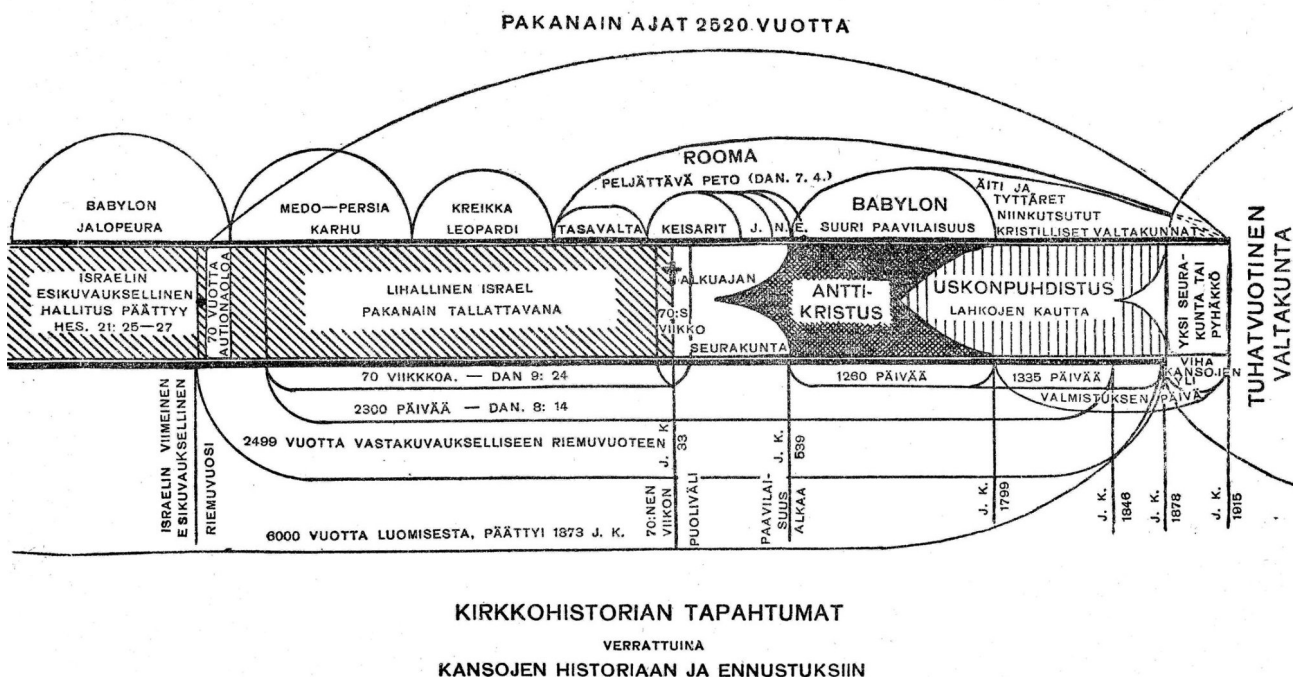 PAKANAIN AJAT 2520 VUOTTA
ROOMA
PELJÄTTÄVÄ PETO (DAN. 7. 4.)
BABYLON
JALOPEURA
MEDO—PERSIA
KARHU
KREIKKA
LEOPARDI
TASAVALTA
KEISARIT
J. N. E.
BABYLON
SUURI PAAVILAISUUS
ÄITI JA
TYTTÄRET
NIINKUTSUTUT
KRISTILLISET VALTAKUNNAT
ISRAELIN
ESIKUVAUKSELLINEN
HALLITUS PÄÄTTYY
HES. 21: 25—27
70 VUOTTA
AUTIONAOLOA
LIHALLINEN ISRAEL
PAKANAIN TALLATTAVANA
70:S
VIIKKO
ALKUAJAN
SEURAKUNTA
ANTTI-
KRISTUS
USKONPUHDISTUS
LAHKOJEN KAUTTA
YKSI SEURA-
KUNTA TAI
PYHÄKKÖ
TUHATVUOTINEN
VALTAKUNTA
70 VIIKKKOA. — DAN 9: 24
1260 PÄIVÄÄ
1335 PÄIVÄÄ
VIHA
KANSOJEN
YLI
VALMISTUKSEN PÄIVÄ
2300 PÄIVÄÄ — DAN. 8: 14
2499 VUOTTA VASTAKUVAUKSELLISEEN RIEMUVUOTEEN
ISRAELIN VIIMEINEN
ESIKUVAUKSELLINEN
RIEMUVUOSI
6000 VUOTTA LUOMISESTA, PÄÄTTYI 1873 J. K.
J. K
33
70:NEN
VIIKON
PUOLIVÄLI
J. K.
539
PAAVILAI-
SUUS
ALKAA
J. K.
1799
J. K.
1846
J. K.
1878
J. K.
1915
KIRKKOHISTORIAN TAPAHTUMAT
VERRATTUINA
KANSOJEN HISTORIAAN JA ENNUSTUKSIIN